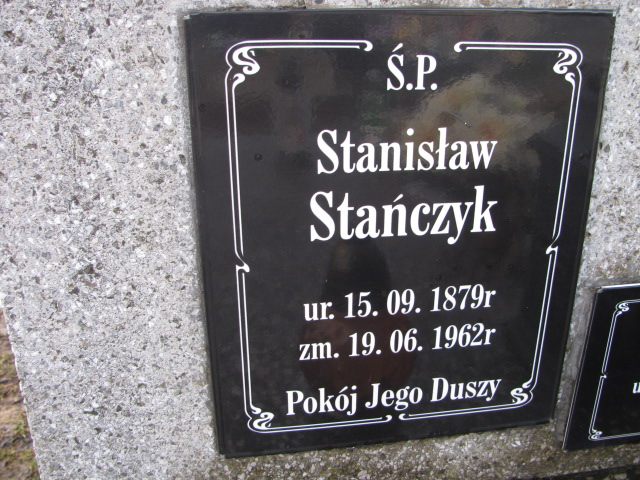 Ś.P.
Stanisław
Stańczyk
ur. 15. 09. 1879r
zm. 19. 06. 1962r
Pokój Jego Duszy